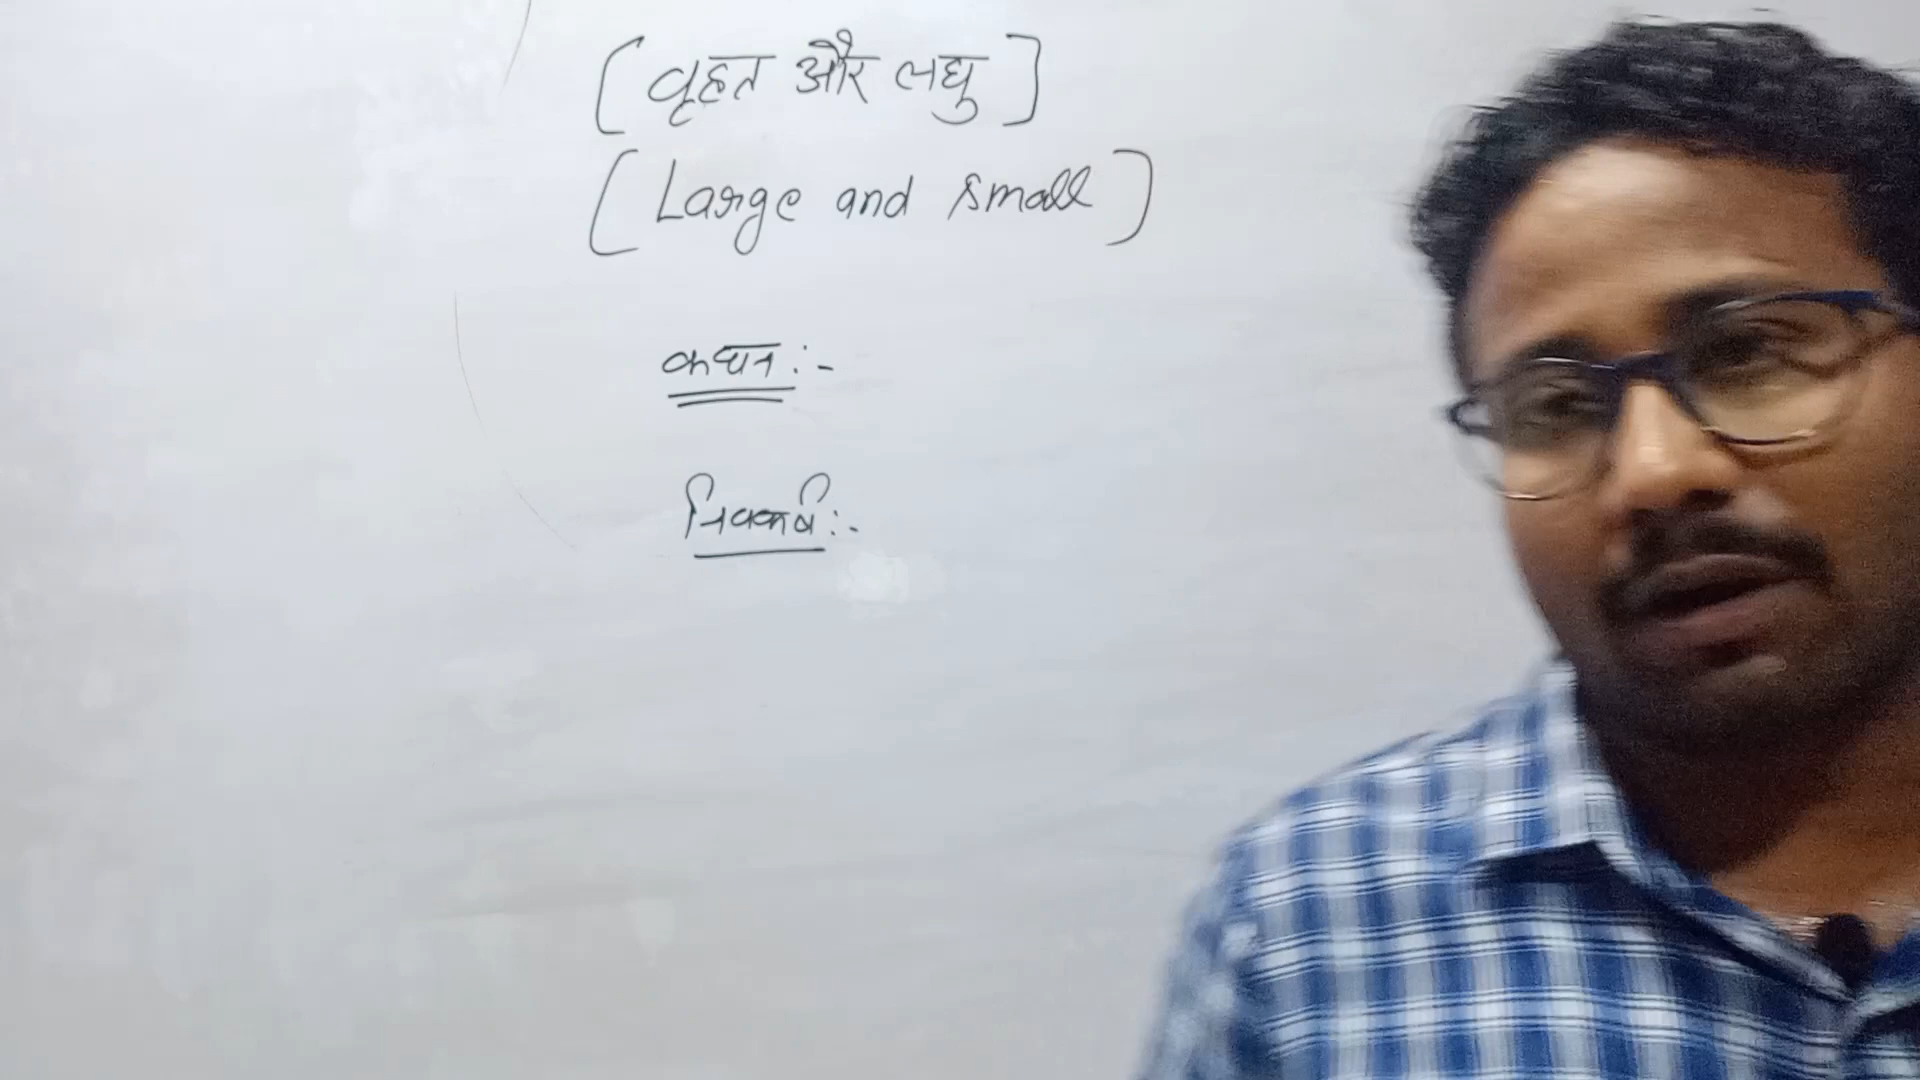 [वृहत और लघु]
[Large and small]
कथन :-
निष्कर्ष :-